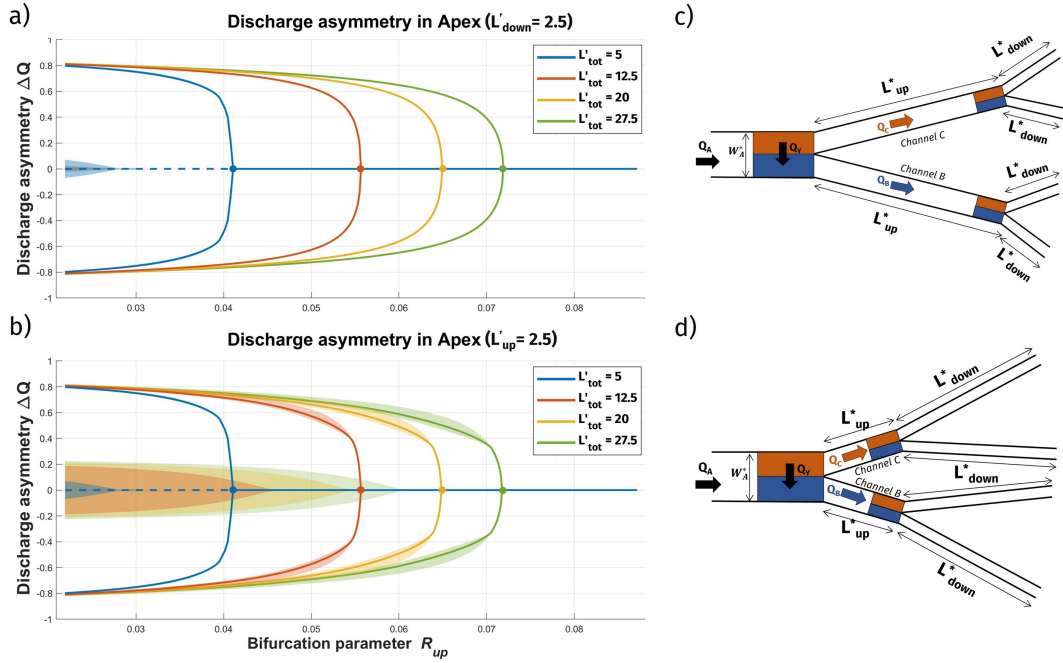 a)
Discharge asymmetry in Apex (L'down = 2.5)
Discharge asymmetry ΔQ
1
0.8
0.6
0.4
0.2
0
-0.2
-0.4
-0.6
-0.8
-1
0.03
0.04
0.05
0.06
0.07
0.08
L'tot = 5
L'tot = 12.5
L'tot = 20
L'tot = 27.5
b)
Discharge asymmetry in Apex (L'up = 2.5)
Discharge asymmetry ΔQ
1
0.8
0.6
0.4
0.2
0
-0.2
-0.4
-0.6
-0.8
-1
0.03
0.04
0.05
0.06
0.07
0.08
Bifurcation parameter Rup
L'tot = 5
L'tot = 12.5
L'tot = 20
L'tot = 27.5
c)
L*down
L*up
QC
Channel C
L*down
QA
W*A
QY
L*down
Channel B
QB
L*up
L*down
d)
L*down
L*up
QC
Channel C
QA
W*A
QY
L*down
Channel B
QB
L*up
L*down